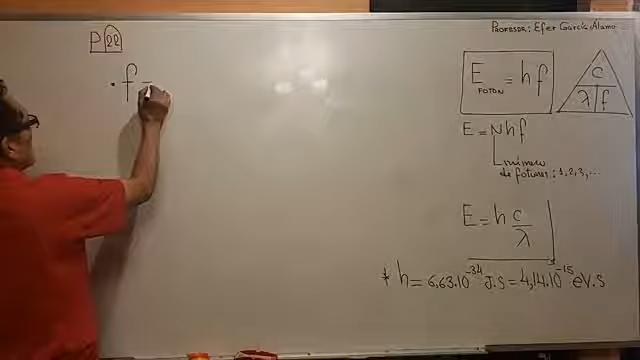 PROFESOR: Efer García Álamo
P 22
· f =
E FOTON = h f
c
λ f
E = N h f
número
de fotones: 1, 2, 3, ...
E = h c/λ
* h = 6,63.10⁻³⁴ J.S = 4,14.10⁻¹⁵ eV.S